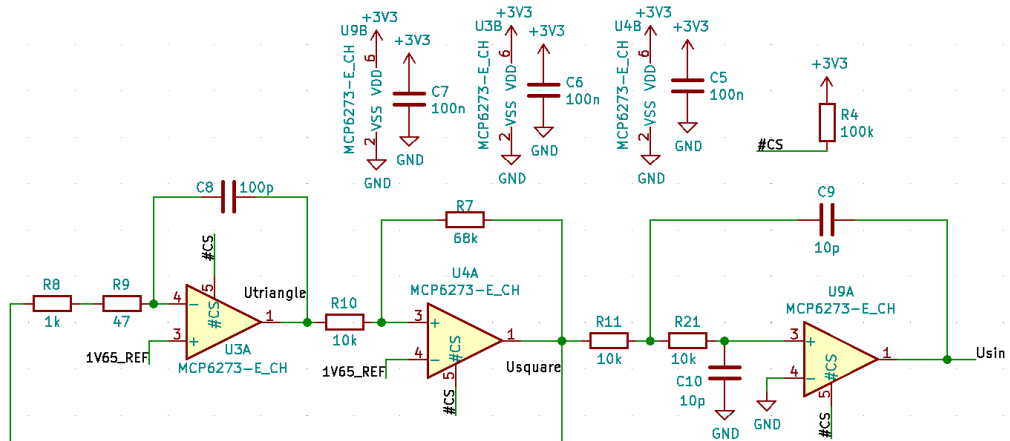 +3V3
U9B
6
MCP6273-E_CH
VSS VDD
2
GND
+3V3
C7
100n
GND
+3V3
U3B
6
MCP6273-E_CH
VSS VDD
2
GND
+3V3
C6
100n
GND
+3V3
U4B
6
MCP6273-E_CH
VSS VDD
2
GND
+3V3
C5
100n
GND
+3V3
R4
100k
#CS
C8 100p
#CS
R8
1k
R9
47
4
5
#CS
3
1
1V65_REF
U3A
MCP6273-E_CH
Utriangle
R10
10k
R7
68k
U4A
MCP6273-E_CH
3
4
1
#CS
5
#CS
1V65_REF
Usquare
R11
10k
R21
10k
C10
10p
GND
C9
10p
U9A
MCP6273-E_CH
3
4
1
#CS
5
#CS
GND
Usin